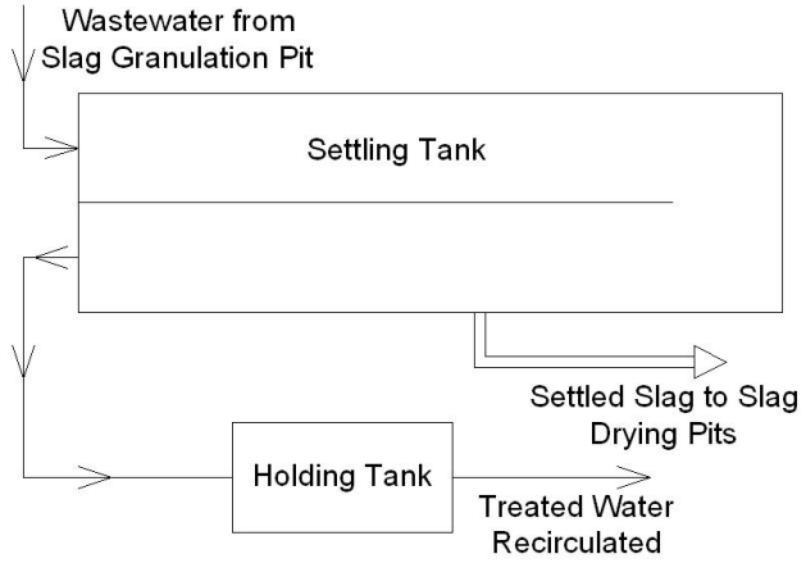 Wastewater from
Slag Granulation Pit
Settling Tank
Settled Slag to Slag
Drying Pits
Holding Tank
Treated Water
Recirculated